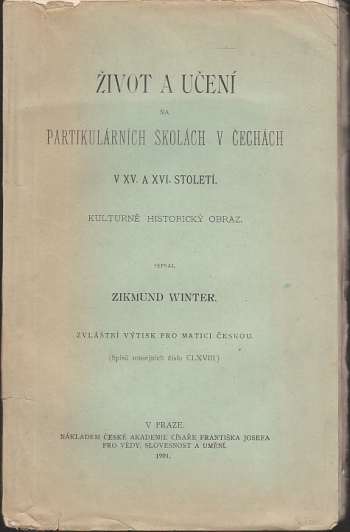 ŽIVOT A UČENÍ
NA
PARTIKULÁRNÍCH ŠKOLÁCH V ČECHÁCH
V XV. A XVI. STOLETÍ.
KULTURNĚ HISTORICKÝ OBRAZ.
SEPSAL
ZIKMUND WINTER.
ZVLÁŠTNÍ VÝTISK PRO MATICI ČESKOU.
(Spisů musejních číslo CLXVIII.)
V PRAZE.
NÁKLADEM ČESKÉ AKADEMIE CÍSAŘE FRANTIŠKA JOSEFA
PRO VĚDY, SLOVESNOST A UMĚNÍ.
1901.